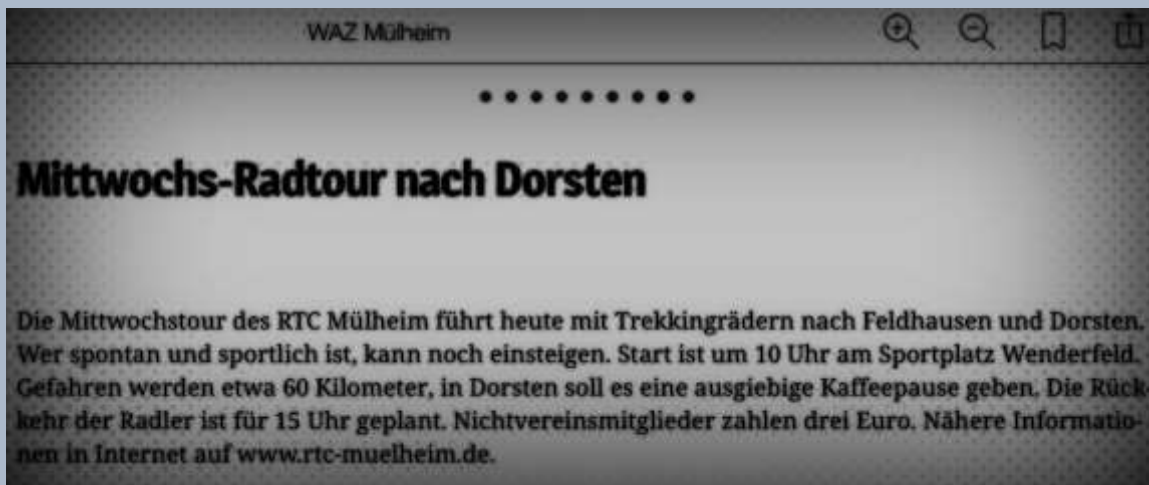 WAZ Mülheim
Mittwochs-Radtour nach Dorsten
Die Mittwochstour des RTC Mülheim führt heute mit Trekkingrädern nach Feldhausen und Dorsten.
Wer spontan und sportlich ist, kann noch einsteigen. Start ist um 10 Uhr am Sportplatz Wenderfeld.
Gefahren werden etwa 60 Kilometer, in Dorsten soll es eine ausgiebige Kaffeepause geben. Die Rück-
kehr der Radler ist für 15 Uhr geplant. Nichtvereinsmitglieder zahlen drei Euro. Nähere Informatio-
nen in Internet auf www.rtc-muelheim.de.